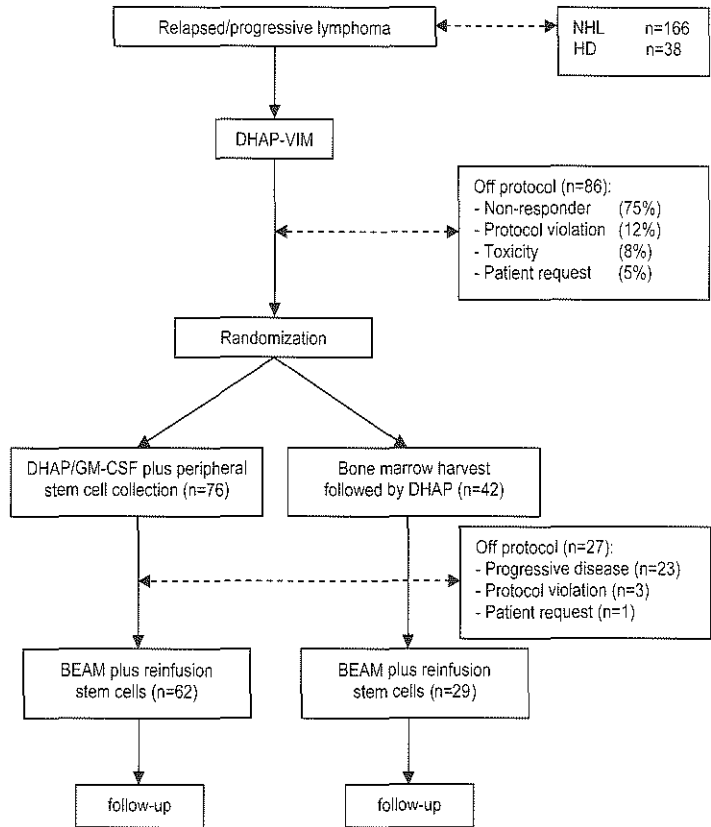 Relapsed/progressive lymphoma
NHL n=166
HD n=38
DHAP-VIM
Off protocol (n=86):
- Non-responder (75%)
- Protocol violation (12%)
- Toxicity (8%)
- Patient request (5%)
Randomization
DHAP/GM-CSF plus peripheral
stem cell collection (n=76)
Bone marrow harvest
followed by DHAP (n=42)
Off protocol (n=27):
- Progressive disease (n=23)
- Protocol violation (n=3)
- Patient request (n=1)
BEAM plus reinfusion
stem cells (n=62)
BEAM plus reinfusion
stem cells (n=29)
follow-up
follow-up